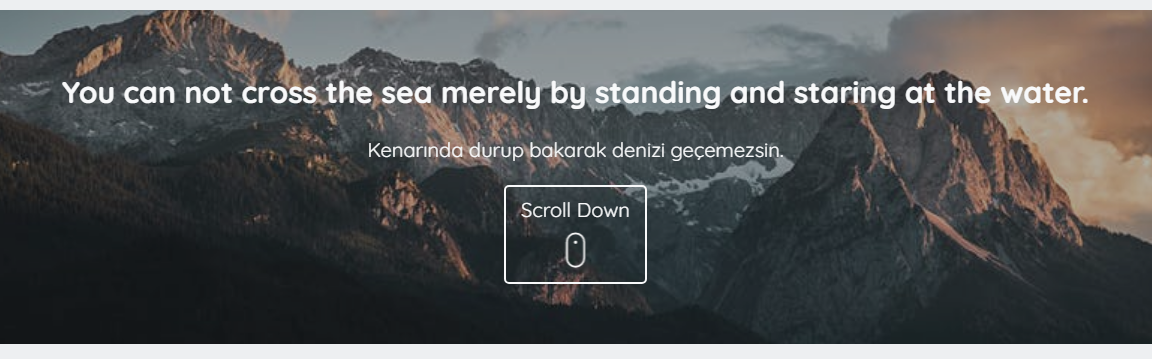 You can not cross the sea merely by standing and staring at the water.
Kenarında durup bakarak denizi geçemezsin.
Scroll Down